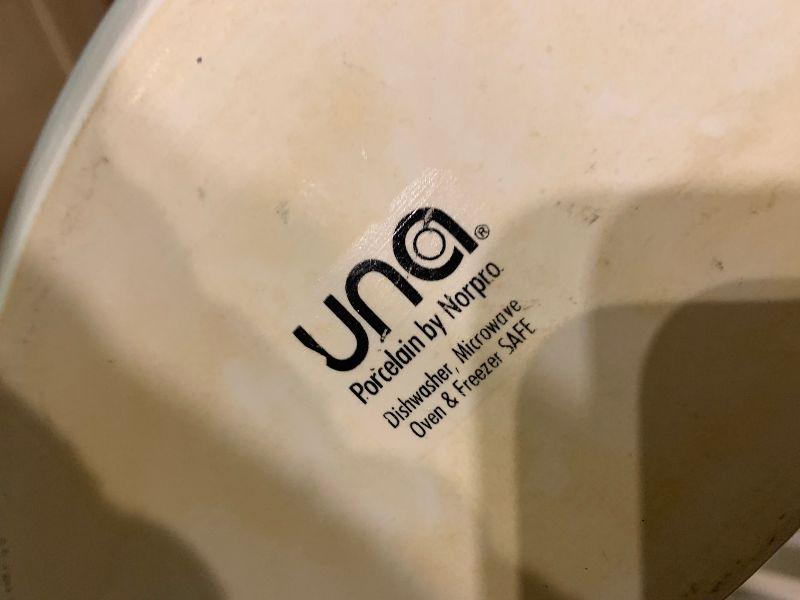 una®
Porcelain by Norpro
Dishwasher, Microwave
Oven & Freezer SAFE